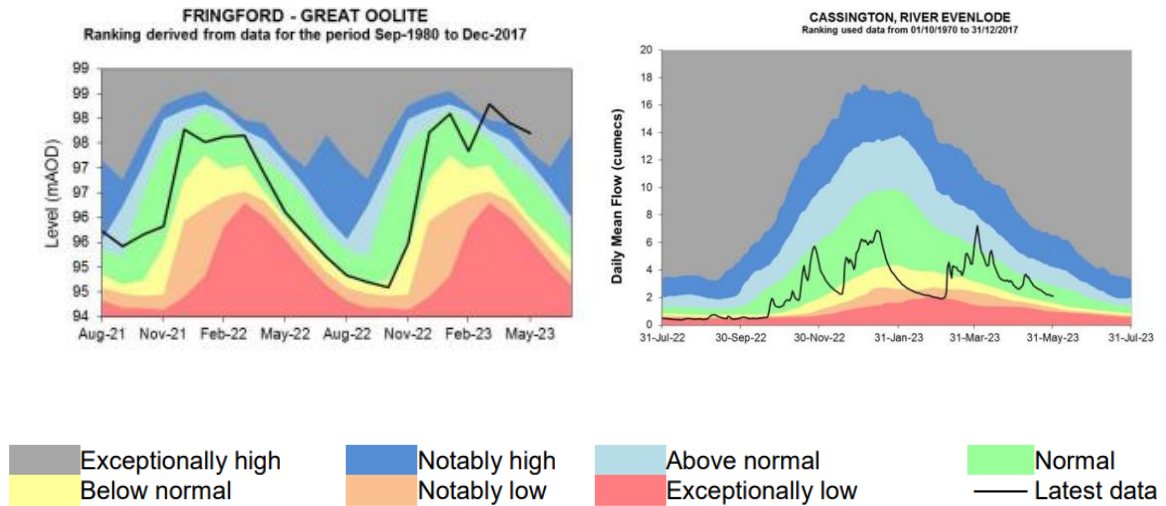 FRINGFORD - GREAT OOLITE
Ranking derived from data for the period Sep-1980 to Dec-2017
Level (mAOD)
99
98
98
97
97
96
96
95
95
94
Aug-21 Nov-21 Feb-22 May-22 Aug-22 Nov-22 Feb-23 May-23
CASSINGTON, RIVER EVENLODE
Ranking used data from 01/10/1970 to 31/12/2017
Daily Mean Flow (cumecs)
20
18
16
14
12
10
8
6
4
2
0
31-Jul-22 30-Sep-22 30-Nov-22 31-Jan-23 31-Mar-23 31-May-23 31-Jul-23
Exceptionally high Notably high Above normal Normal
Below normal Notably low Exceptionally low Latest data